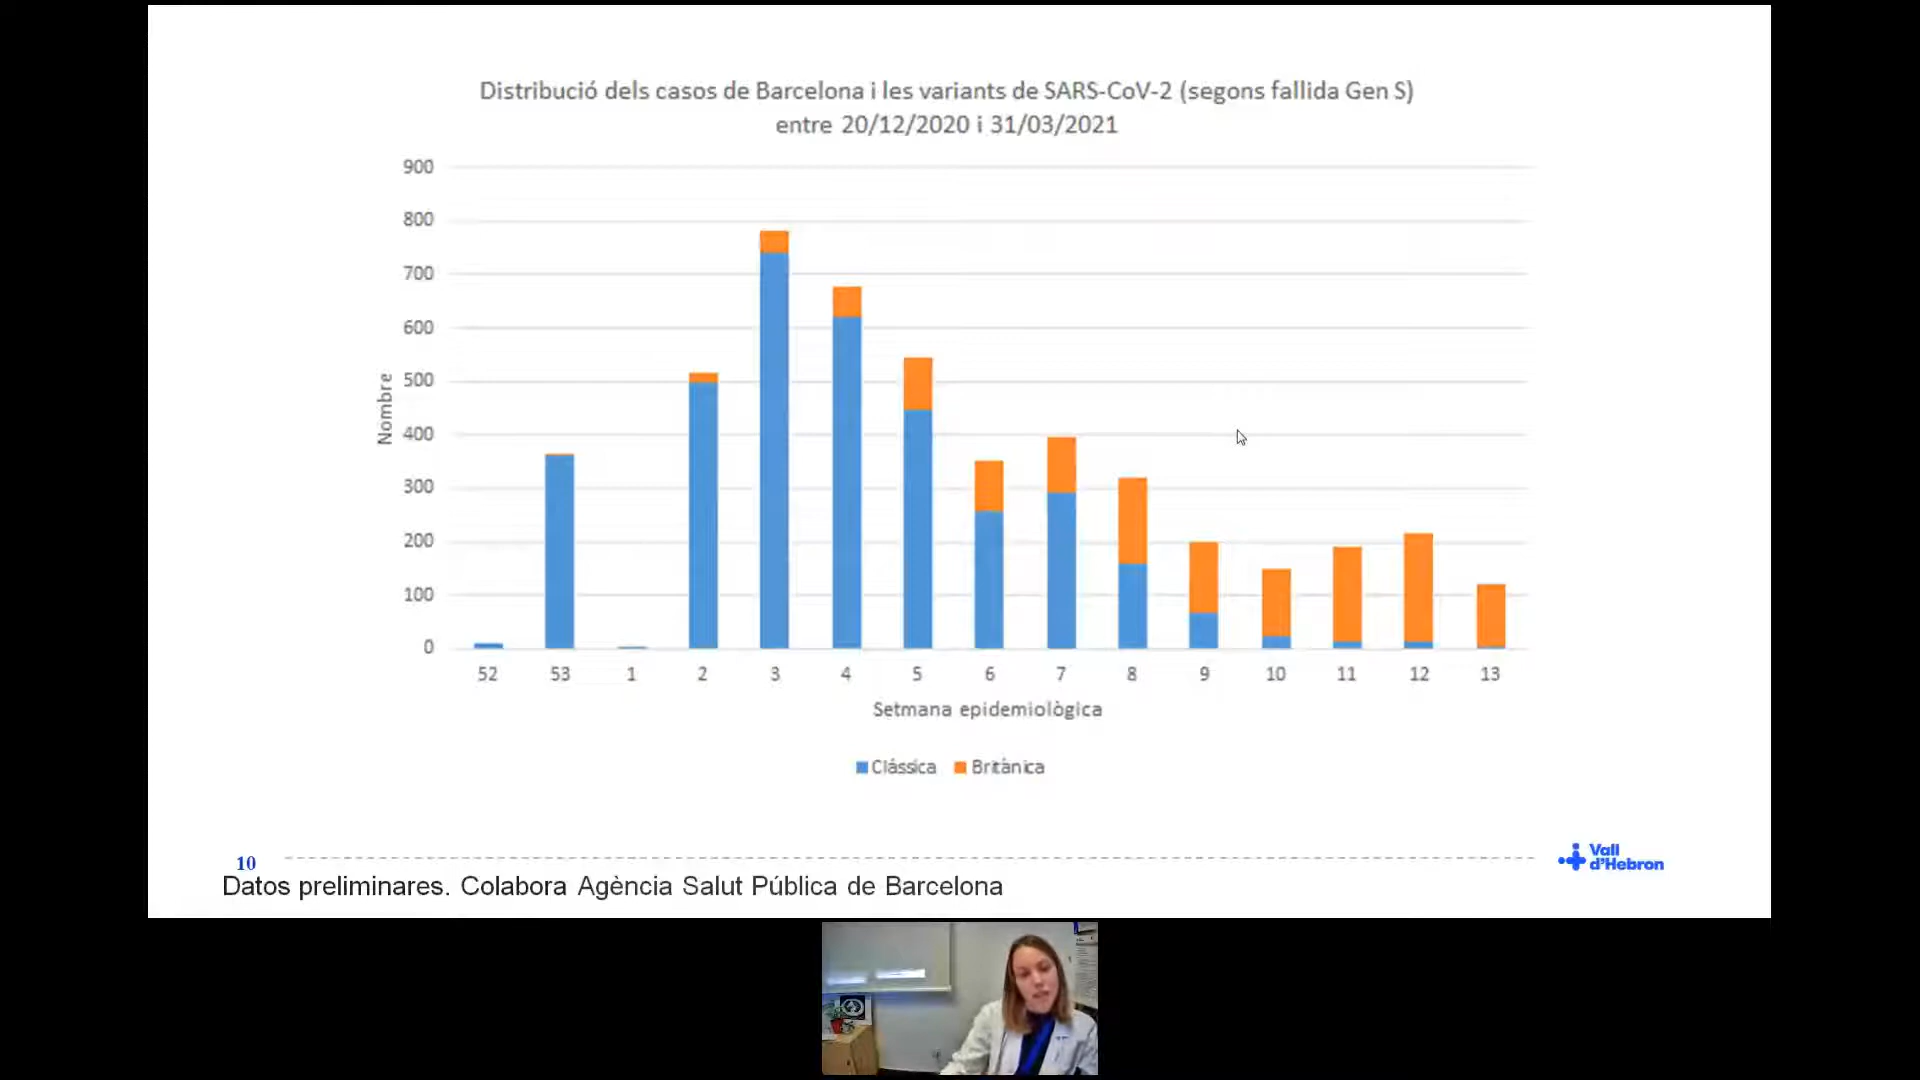 Distribució dels casos de Barcelona i les variants de SARS-CoV-2 (segons fallida Gen S)
entre 20/12/2020 i 31/03/2021
900
800
700
600
500
400
300
200
100
0
Nombre
52 53 1 2 3 4 5 6 7 8 9 10 11 12 13
Setmana epidemiològica
Clàssica Britànica
10
Vall
d'Hebron
Datos preliminares. Colabora Agència Salut Pública de Barcelona